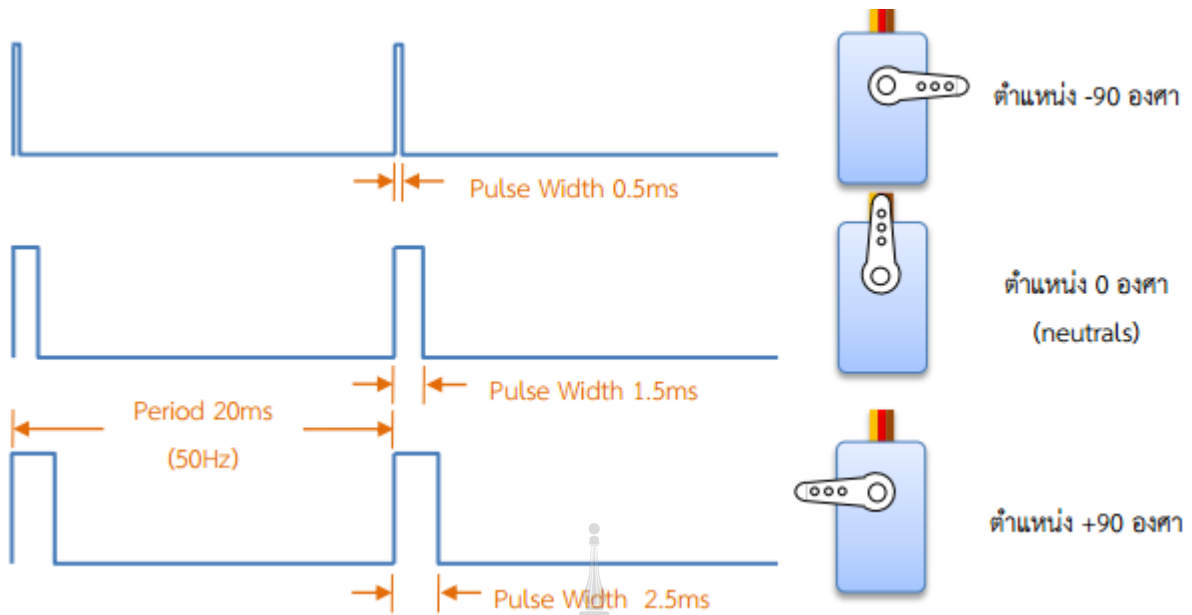 ตำแหน่ง -90 องศา
Pulse Width 0.5ms
ตำแหน่ง 0 องศา
(neutrals)
Pulse Width 1.5ms
Period 20ms
(50Hz)
ตำแหน่ง +90 องศา
Pulse Width 2.5ms